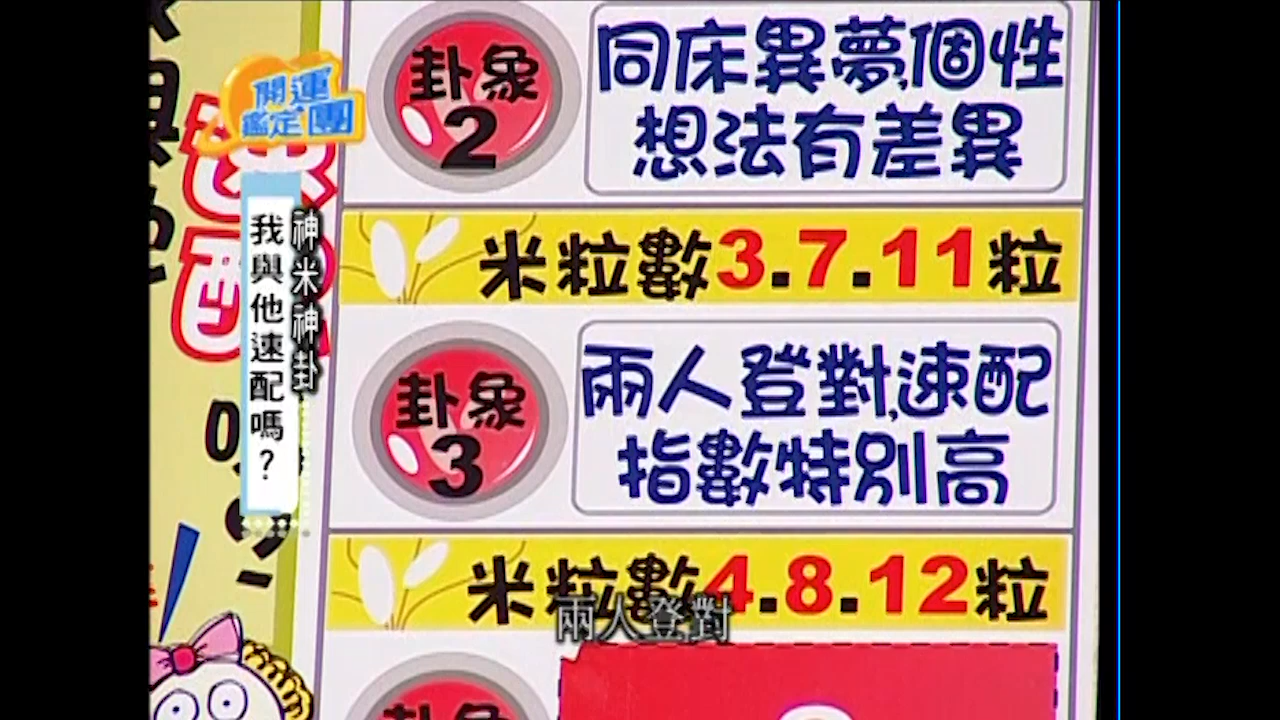 開運
鑑定團
神米神卦
我與他速配嗎？
卦象
2
同床異夢,個性
想法有差異
米粒數3.7.11粒
卦象
3
兩人登對,速配
指數特別高
米粒數4.8.12粒
兩人登對
卦象